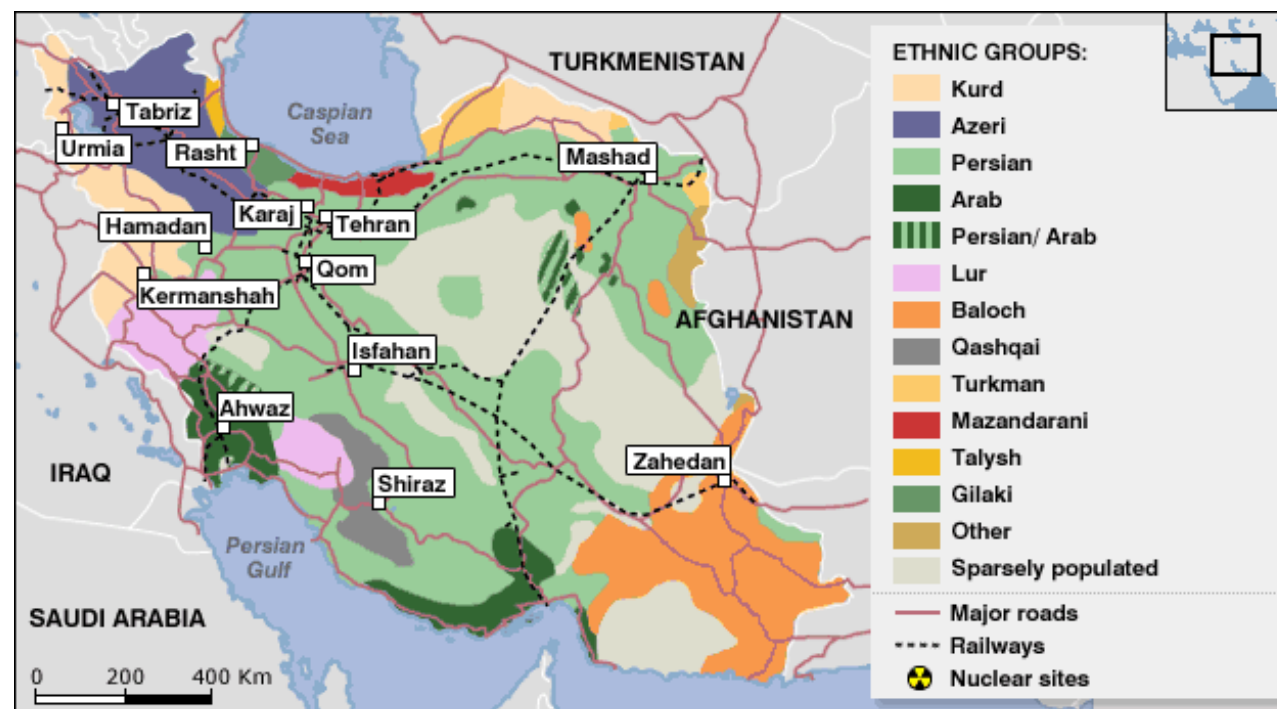 TURKMENISTAN
Caspian
Sea
Tabriz
Urmia
Rasht
Mashad
Karaj
Tehran
Hamadan
Qom
Kermanshah
AFGHANISTAN
Isfahan
Ahwaz
Zahedan
IRAQ
Shiraz
Persian
Gulf
SAUDI ARABIA
0 200 400 Km
ETHNIC GROUPS:
Kurd
Azeri
Persian
Arab
Persian/ Arab
Lur
Baloch
Qashqai
Turkman
Mazandarani
Talysh
Gilaki
Other
Sparsely populated
Major roads
Railways
Nuclear sites